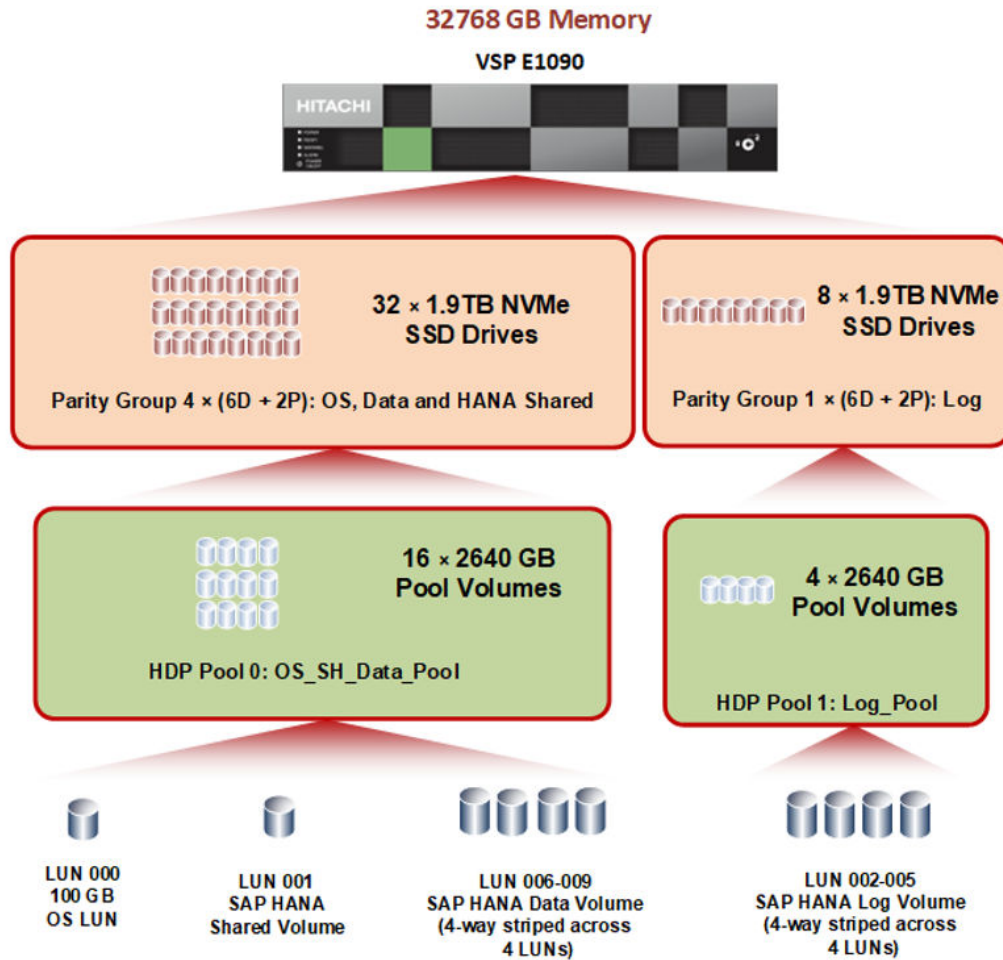 32768 GB Memory
VSP E1090
HITACHI
32 × 1.9TB NVMe
SSD Drives
Parity Group 4 × (6D + 2P): OS, Data and HANA Shared
8 × 1.9TB NVMe
SSD Drives
Parity Group 1 × (6D + 2P): Log
16 × 2640 GB
Pool Volumes
HDP Pool 0: OS_SH_Data_Pool
4 × 2640 GB
Pool Volumes
HDP Pool 1: Log_Pool
LUN 000
100 GB
OS LUN
LUN 001
SAP HANA
Shared Volume
LUN 006-009
SAP HANA Data Volume
(4-way striped across
4 LUNs)
LUN 002-005
SAP HANA Log Volume
(4-way striped across
4 LUNs)